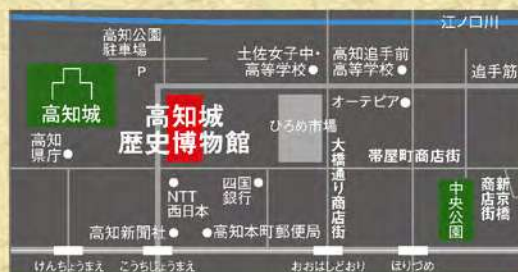 江ノ口川
高知公園
駐車場
P
土佐女子中・
高等学校
高知追手前
高等学校
追手筋
高知城
高知城
歴史博物館
ひろめ市場
オーテピア
高知
県庁
大橋通り商店街
帯屋町商店街
NTT
西日本
四国
銀行
中央公園
新京橋
商店街
高知新聞社
高知本町郵便局
けんちょうまえ
こうちじょうまえ
おおはしどおり
ほりづめ